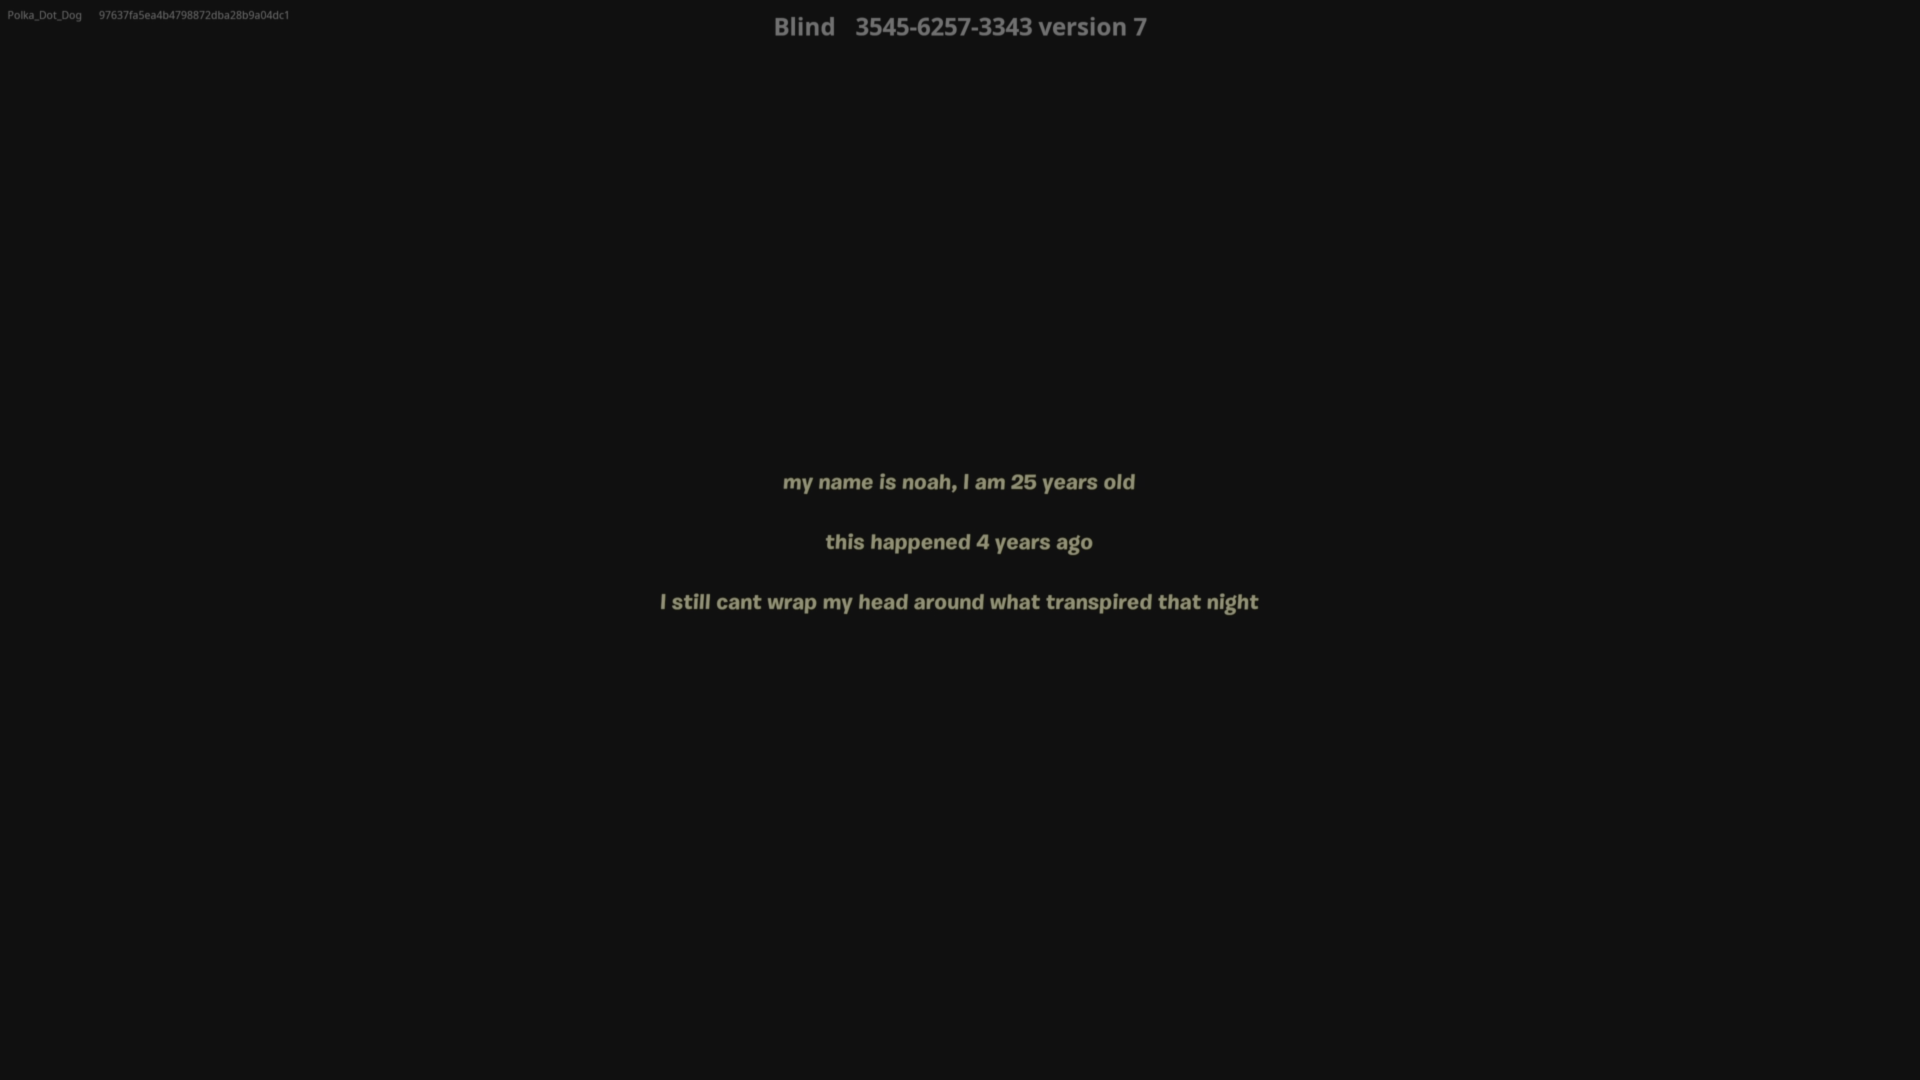 Polka_Dot_Dog 97637fa5ea4b4798872dba28b9a04dc1
Blind 3545-6257-3343 version 7
my name is noah, I am 25 years old
this happened 4 years ago
I still cant wrap my head around what transpired that night